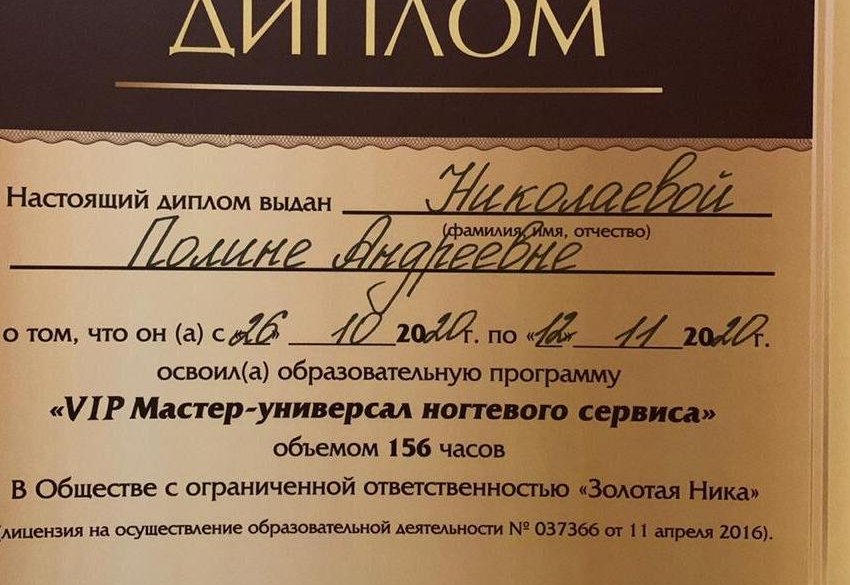 ДИПЛОМ
Настоящий диплом выдан Николаевой
(фамилия, имя, отчество)
Полине Андреевне
о том, что он (а) с «26» 10 2020г. по «12» 11 2020г.
освоил(а) образовательную программу
«VIP Мастер-универсал ногтевого сервиса»
объемом 156 часов
В Обществе с ограниченной ответственностью «Золотая Ника»
(лицензия на осуществление образовательной деятельности № 037366 от 11 апреля 2016).